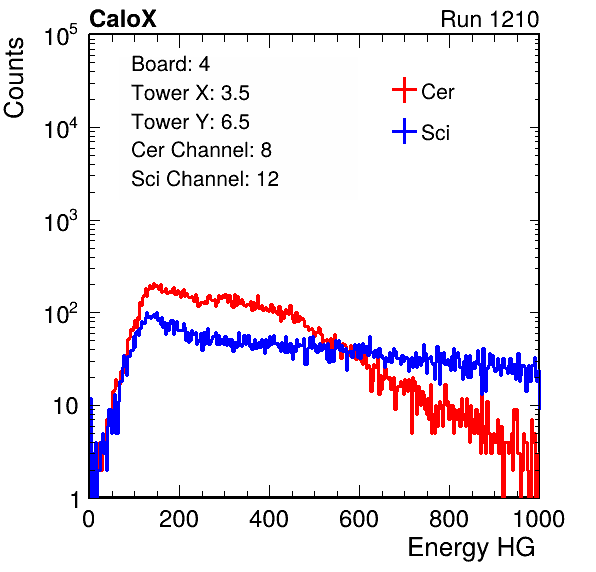 CaloX Run 1210
Counts
10^5
10^4
10^3
10^2
10
1
Board: 4
Tower X: 3.5
Tower Y: 6.5
Cer Channel: 8
Sci Channel: 12
Cer
Sci
0 200 400 600 800 1000
Energy HG